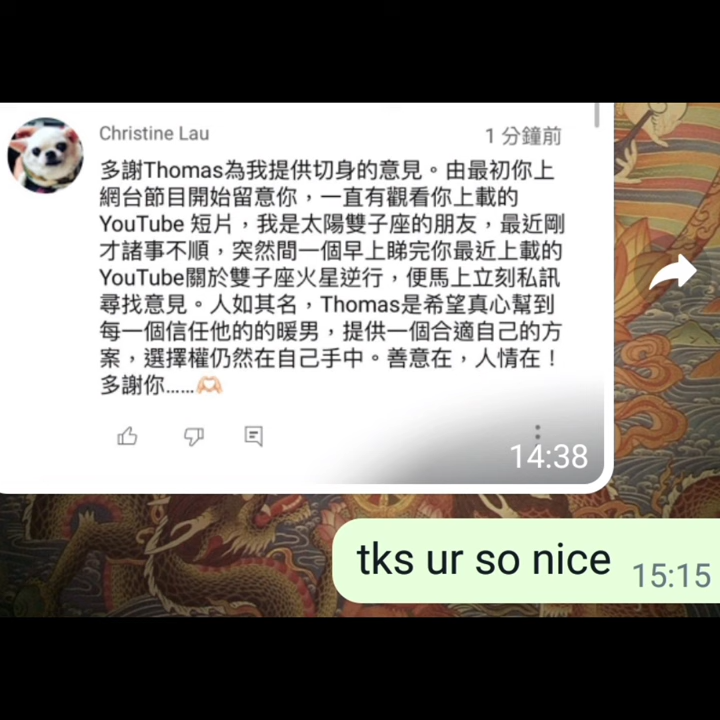 Christine Lau
1 分鐘前
多謝Thomas為我提供切身的意見。由最初你上
網台節目開始留意你，一直有觀看你上載的
YouTube 短片，我是太陽雙子座的朋友，最近剛
才諸事不順，突然間一個早上睇完你最近上載的
YouTube關於雙子座火星逆行，便馬上立刻私訊
尋找意見。人如其名，Thomas是希望真心幫到
每一個信任他的的暖男，提供一個合適自己的方
案，選擇權仍然在自己手中。善意在，人情在！
多謝你……🫶🏻
14:38
tks ur so nice
15:15